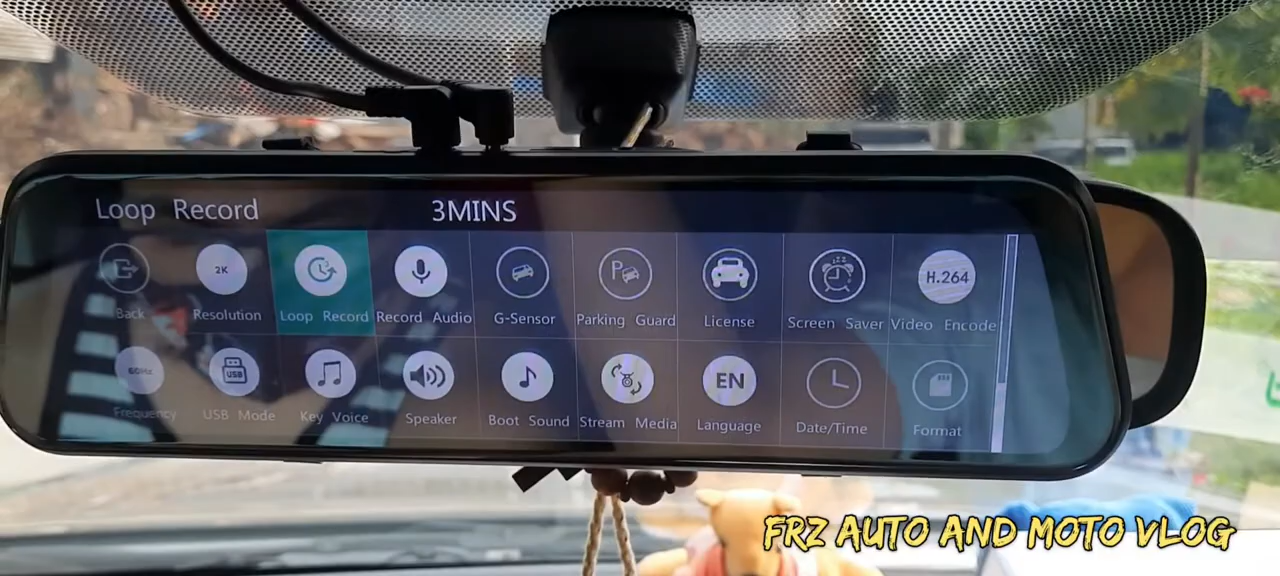 Loop Record 3MINS
2K
H.264
P
Back Resolution Loop Record Record Audio G-Sensor Parking Guard License Screen Saver Video Encode
60Hz USB EN
Frequency USB Mode Key Voice Speaker Boot Sound Stream Media Language Date/Time Format
FRZ AUTO AND MOTO VLOG